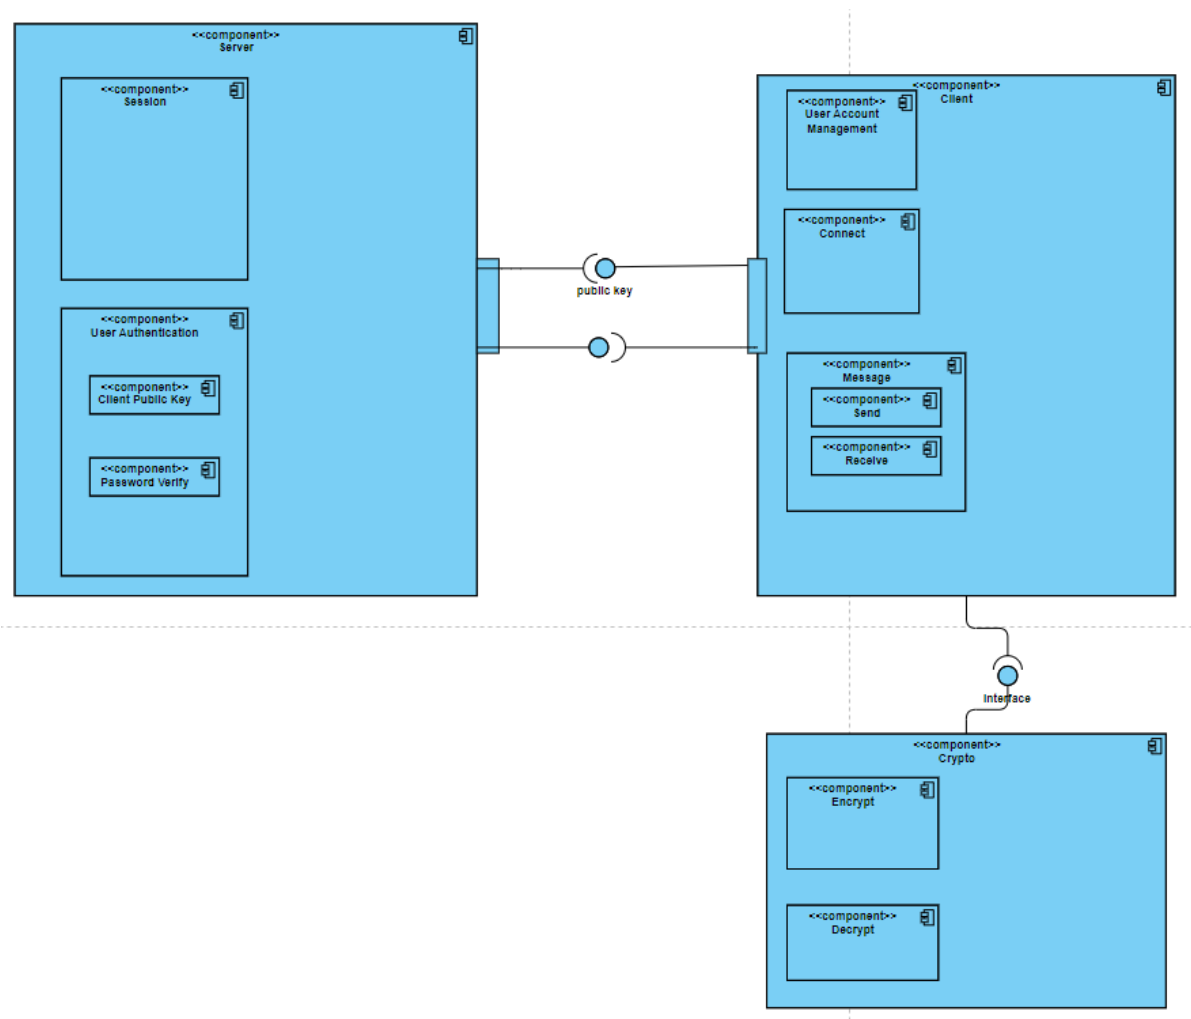 <<component>>
Server
<<component>>
Session
<<component>>
User Authentication
<<component>>
Client Public Key
<<component>>
Password Verify
public key
<<component>>
Client
<<component>>
User Account
Management
<<component>>
Connect
<<component>>
Message
<<component>>
Send
<<component>>
Receive
Interface
<<component>>
Crypto
<<component>>
Encrypt
<<component>>
Decrypt